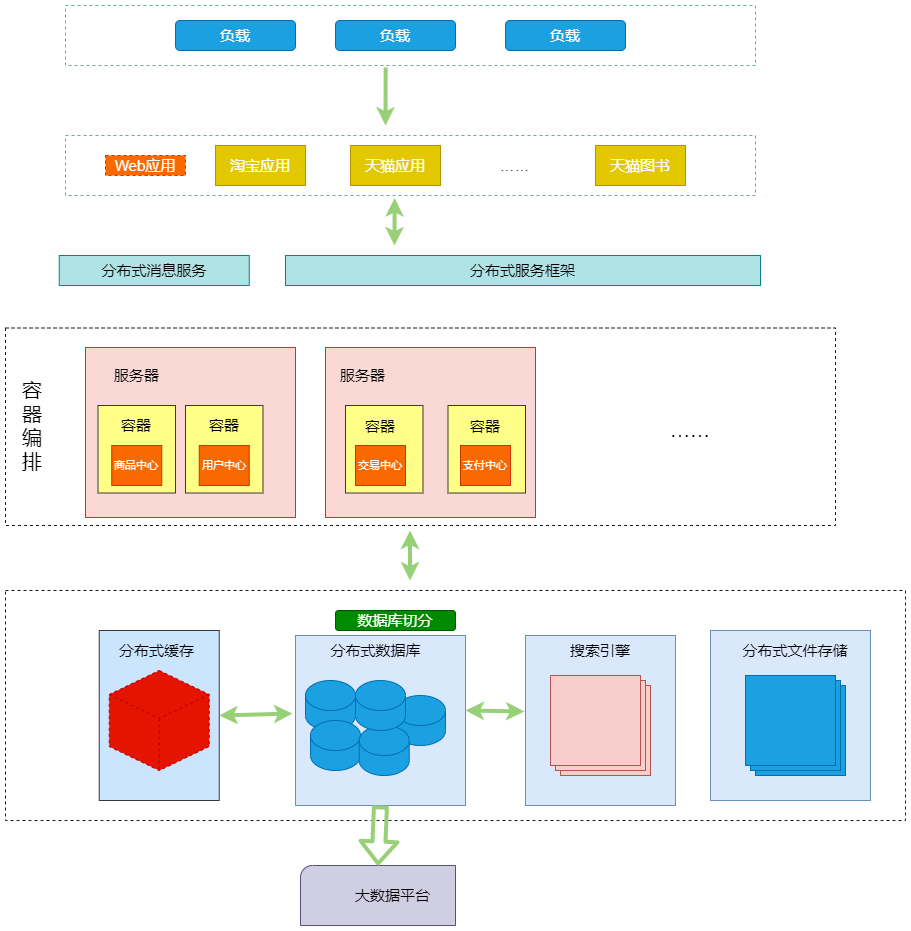 负载
负载
负载
Web应用
淘宝应用
天猫应用
……
天猫图书
分布式消息服务
分布式服务框架
容器编排
服务器
容器
商品中心
容器
用户中心
服务器
容器
交易中心
容器
支付中心
……
数据库切分
分布式缓存
分布式数据库
搜索引擎
分布式文件存储
大数据平台